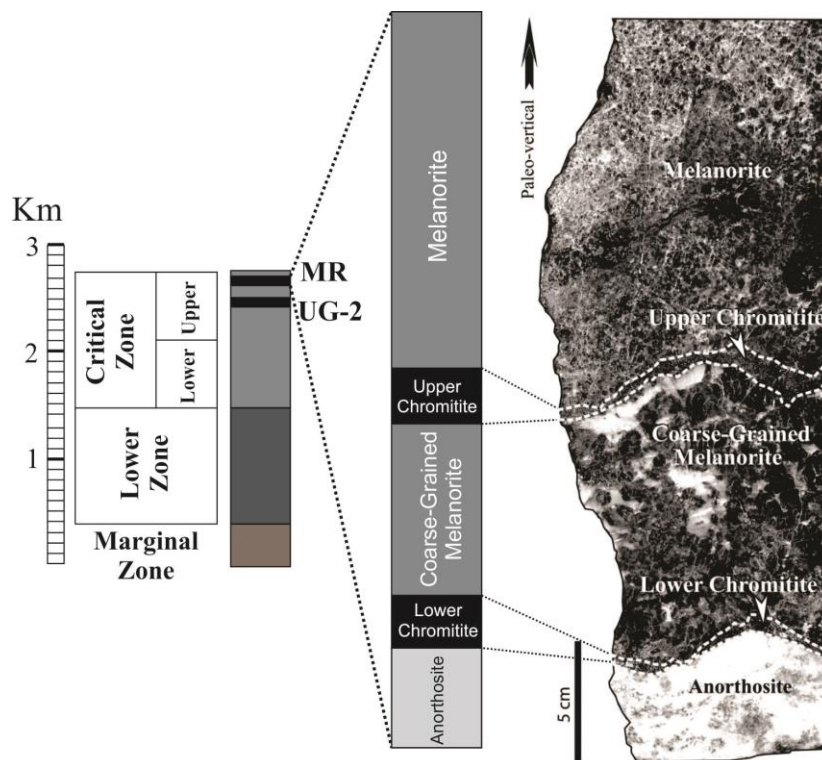 Km
3
2
1
Critical
Zone
Upper
Lower
Lower
Zone
Marginal
Zone
MR
UG-2
Melanorite
Upper
Chromitite
Coarse-Grained
Melanorite
Lower
Chromitite
Anorthosite
Paleo-vertical
Melanorite
Upper Chromitite
Coarse-Grained
Melanorite
Lower Chromitite
Anorthosite
5 cm